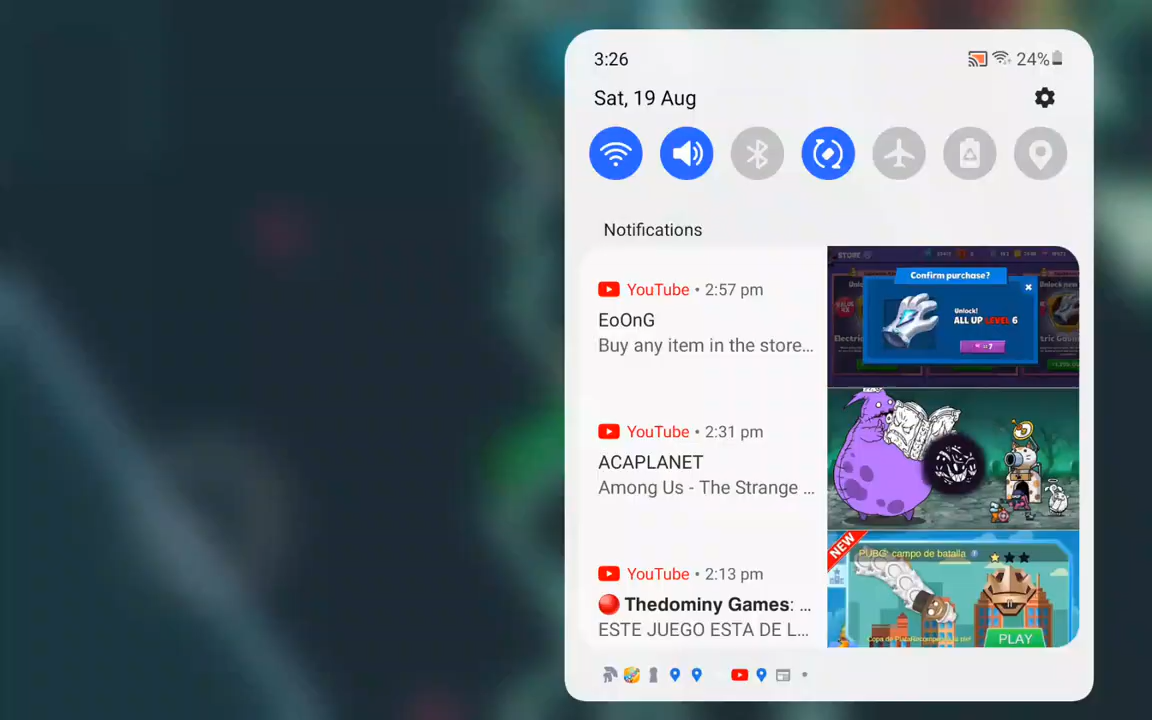 3:26
24%
Sat, 19 Aug
Notifications
YouTube • 2:57 pm
EoOnG
Buy any item in the store...
STORE
Confirm purchase?
Unlock!
ALL UP LEVEL 6
YouTube • 2:31 pm
ACAPLANET
Among Us - The Strange ...
YouTube • 2:13 pm
Thedominy Games: ...
ESTE JUEGO ESTA DE L...
NEW
PUBG: campo de batalla
PLAY